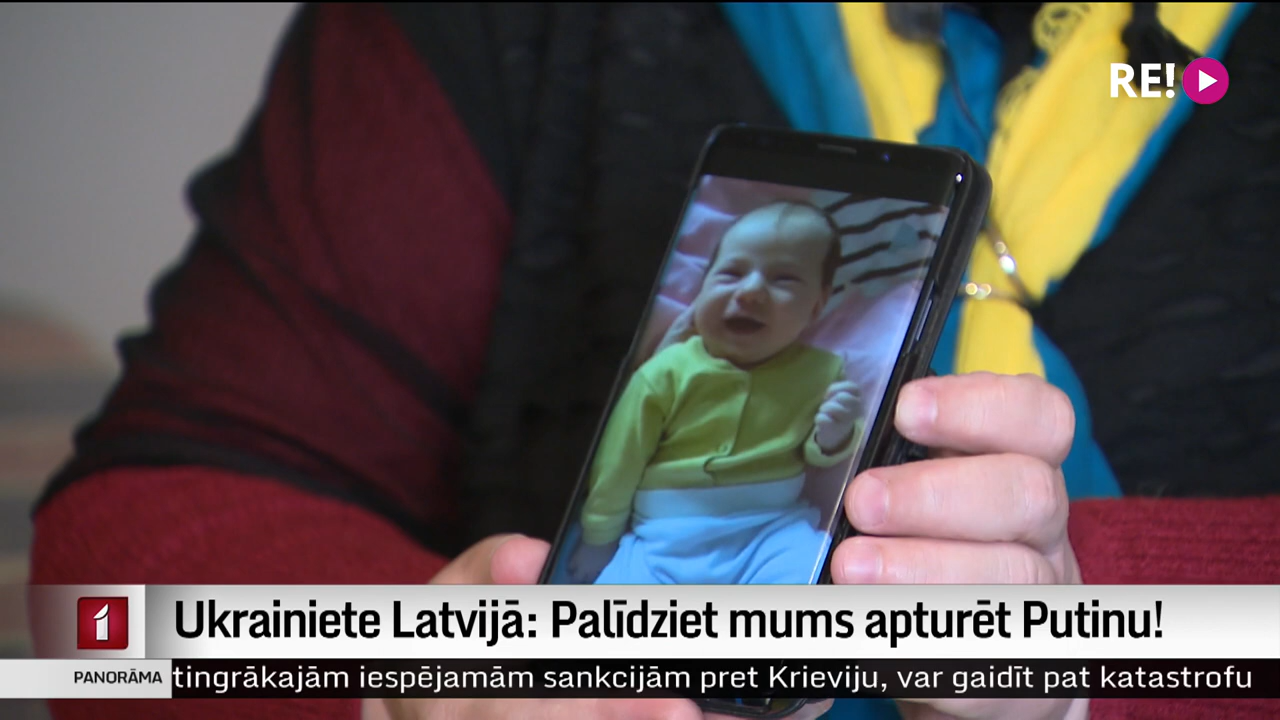 RE!
1 Ukrainiete Latvijā: Palīdziet mums apturēt Putinu!
PANORĀMA tingrākajām iespējamām sankcijām pret Krieviju, var gaidīt pat katastrofu